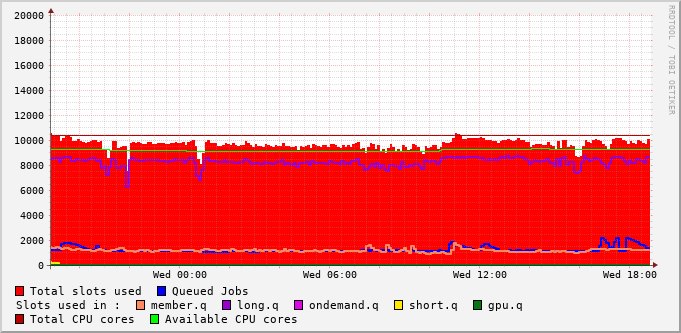 RRDTOOL / TOBI OETIKER
20000
18000
16000
14000
12000
10000
8000
6000
4000
2000
0
Wed 00:00 Wed 06:00 Wed 12:00 Wed 18:00
Total slots used Queued Jobs
Slots used in : member.q long.q ondemand.q short.q gpu.q
Total CPU cores Available CPU cores